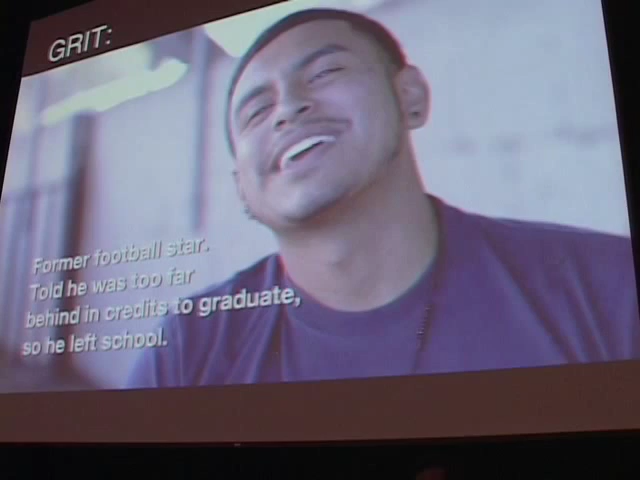 GRIT:
Former football star.
Told he was too far
behind in credits to graduate,
so he left school.